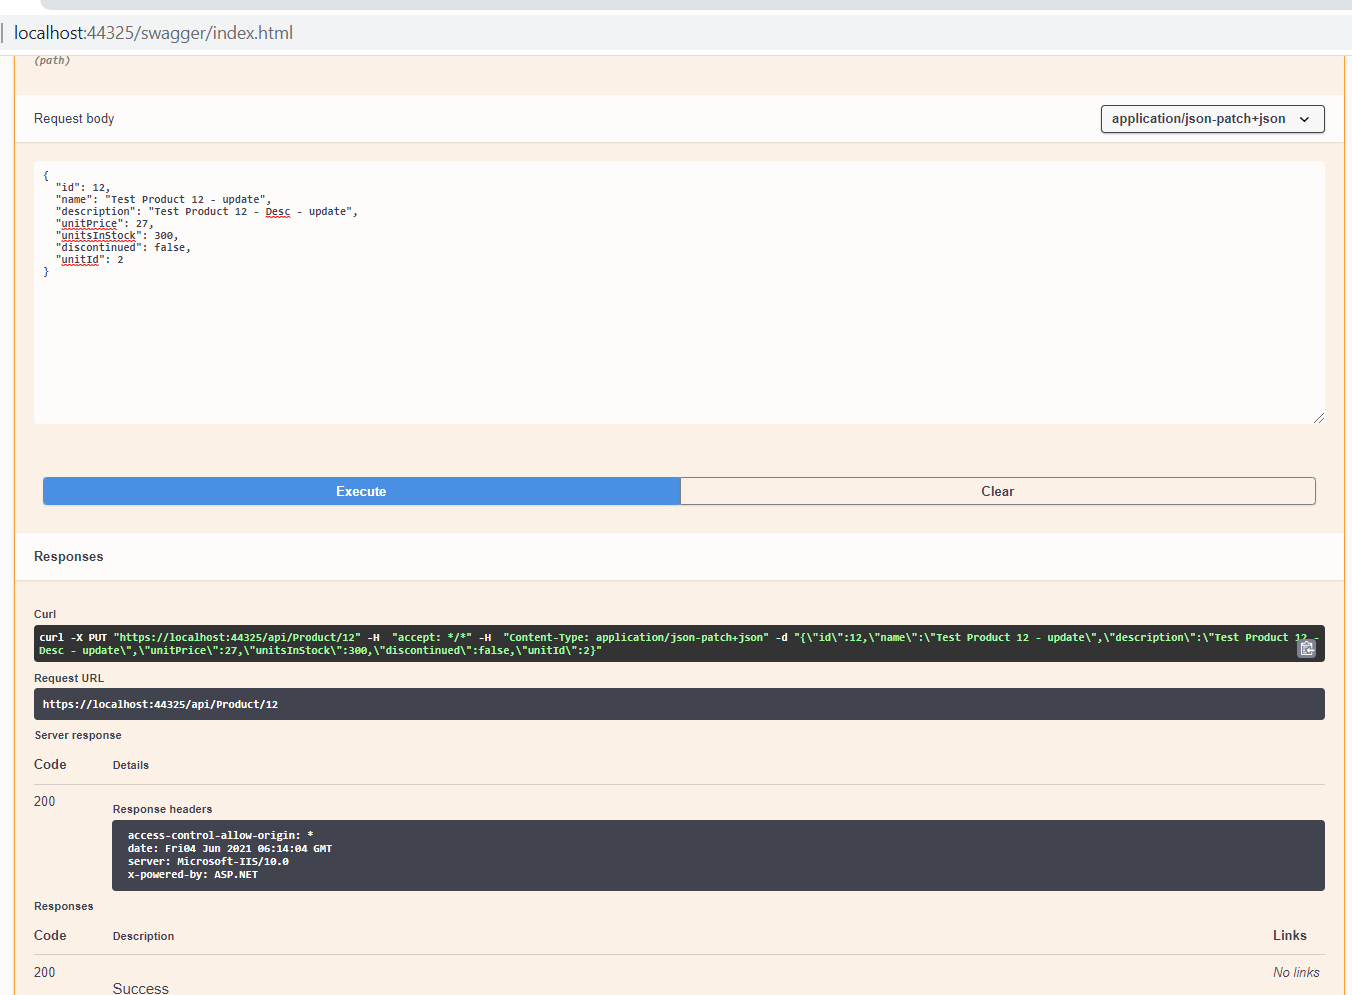 localhost:44325/swagger/index.html
(path)
Request body
application/json-patch+json
{
"id": 12,
"name": "Test Product 12 - update",
"description": "Test Product 12 - Desc - update",
"unitPrice": 27,
"unitsInStock": 300,
"discontinued": false,
"unitId": 2
}
Execute
Clear
Responses
Curl
curl -X PUT "https://localhost:44325/api/Product/12" -H  "accept: */*" -H  "Content-Type: application/json-patch+json" -d "{\"id\":12,\"name\":\"Test Product 12 - update\",\"description\":\"Test Product 12 -
Desc - update\",\"unitPrice\":27,\"unitsInStock\":300,\"discontinued\":false,\"unitId\":2}"
Request URL
https://localhost:44325/api/Product/12
Server response
Code Details
200
Response headers
access-control-allow-origin: *
date: Fri04 Jun 2021 06:14:04 GMT
server: Microsoft-IIS/10.0
x-powered-by: ASP.NET
Responses
Code Description Links
200 No links
Success